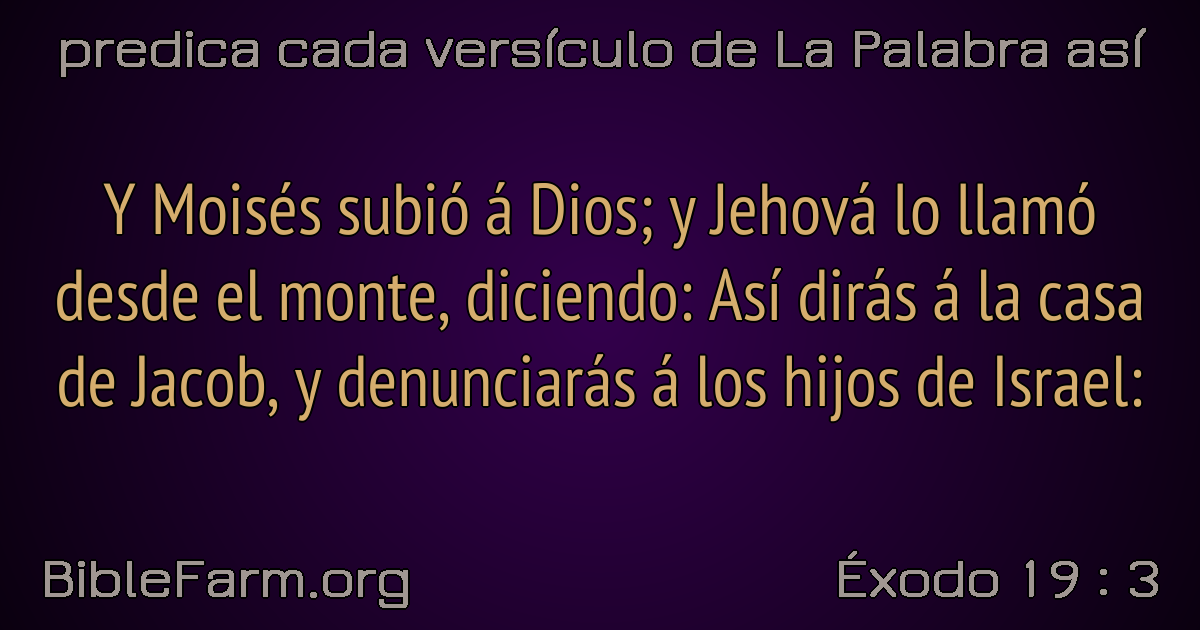 predica cada versículo de La Palabra así
Y Moisés subió á Dios; y Jehová lo llamó
desde el monte, diciendo: Así dirás á la casa
de Jacob, y denunciarás á los hijos de Israel:
BibleFarm.org
Éxodo 19 : 3